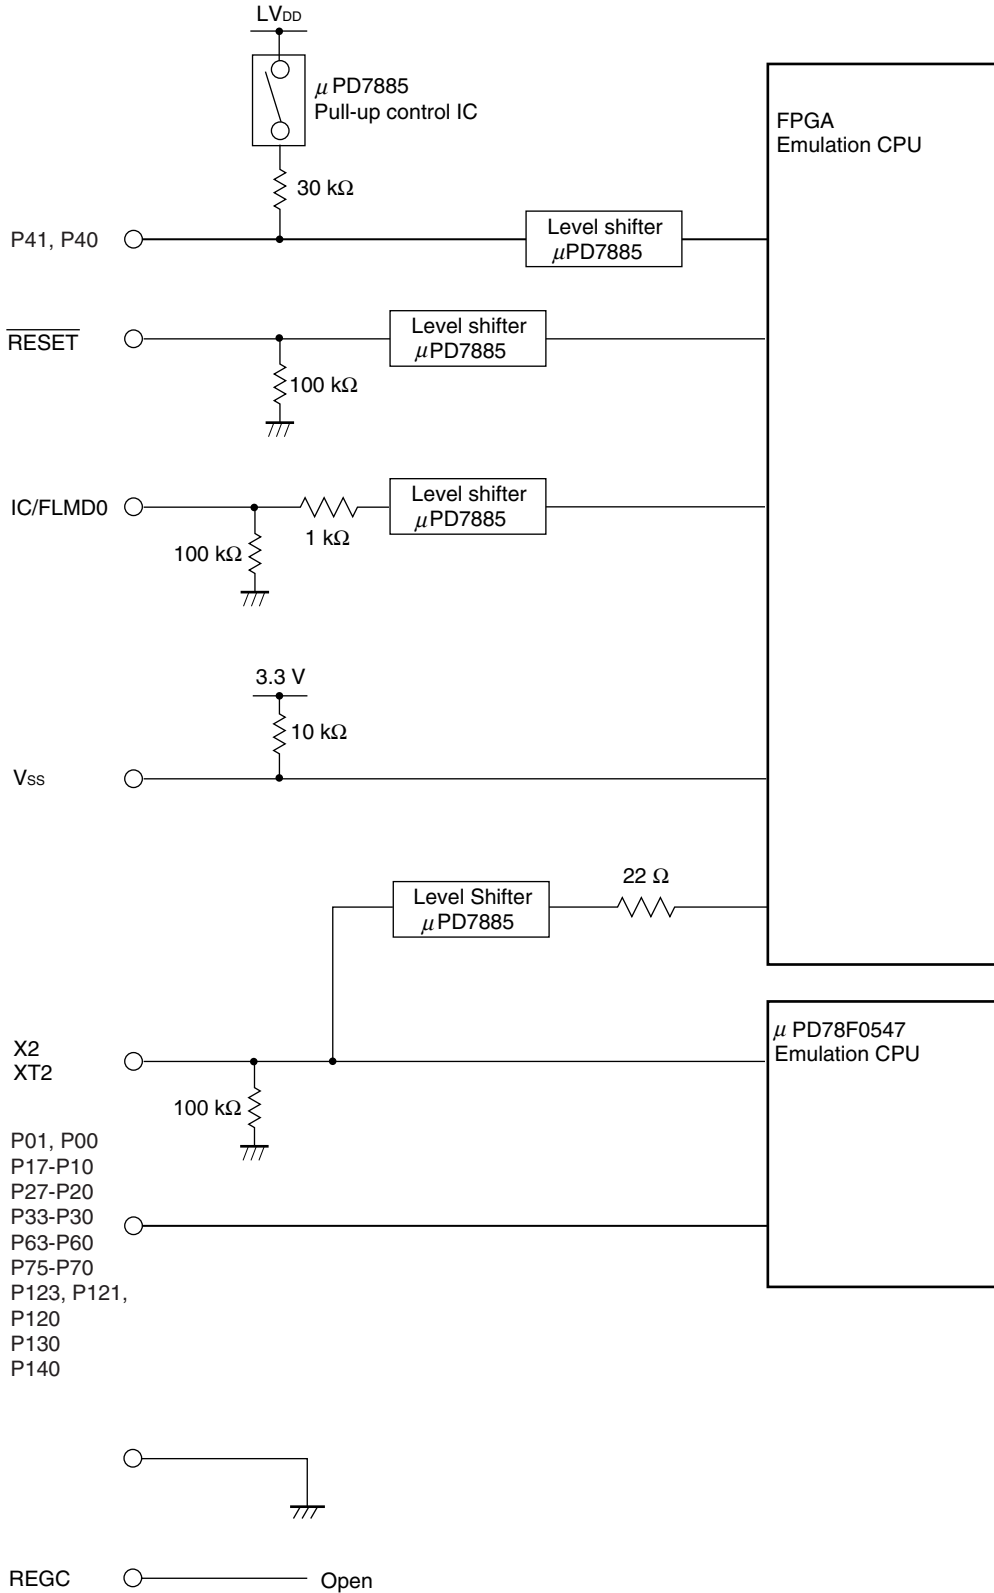 LVDD
μ PD7885
Pull-up control IC
FPGA
Emulation CPU
30 kΩ
P41, P40
Level shifter
μPD7885
RESET
Level shifter
μPD7885
100 kΩ
IC/FLMD0
Level shifter
μPD7885
1 kΩ
100 kΩ
3.3 V
10 kΩ
VSS
22 Ω
Level Shifter
μPD7885
μ PD78F0547
Emulation CPU
X2
XT2
100 kΩ
P01, P00
P17-P10
P27-P20
P33-P30
P63-P60
P75-P70
P123, P121,
P120
P130
P140
REGC
Open